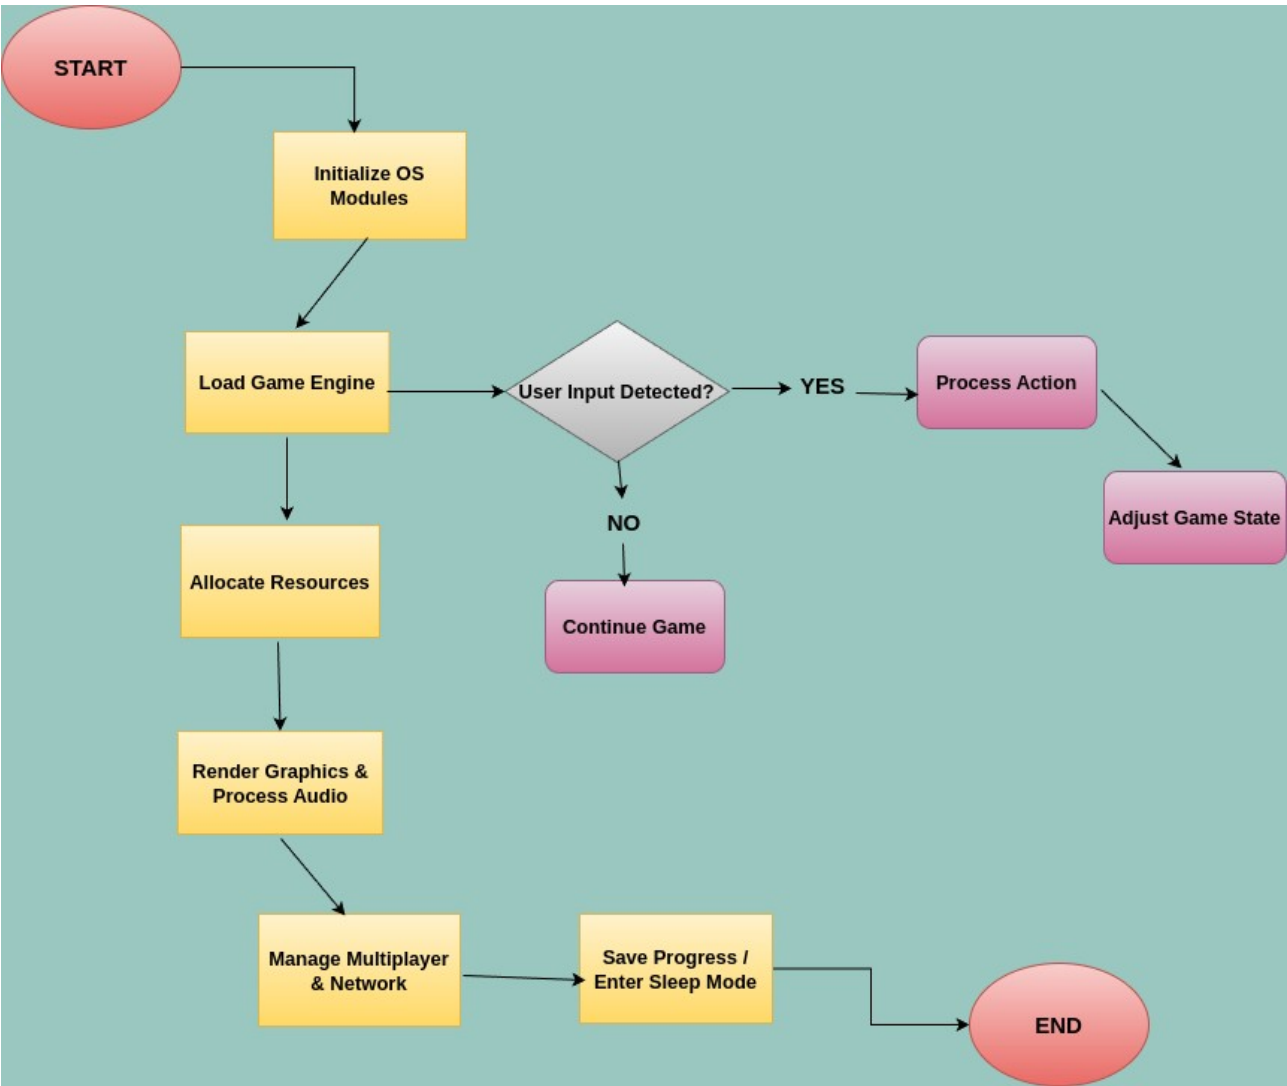 START
Initialize OS
Modules
Load Game Engine
User Input Detected?
YES
Process Action
Adjust Game State
NO
Continue Game
Allocate Resources
Render Graphics &
Process Audio
Manage Multiplayer
& Network
Save Progress /
Enter Sleep Mode
END